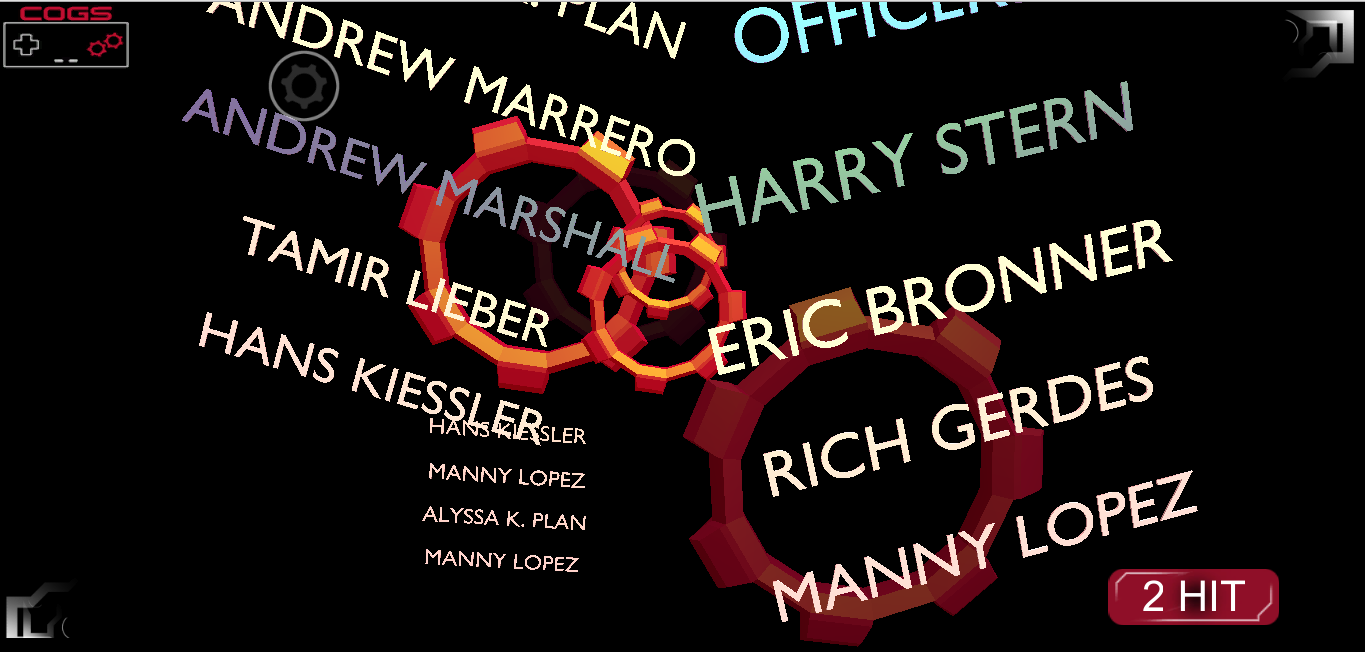 COGS
PLAN
OFFICER
ANDREW MARRERO
ANDREW MARSHALL
HARRY STERN
TAMIR LIEBER
ERIC BRONNER
HANS KIESSLER
RICH GERDES
HANS KIESSLER
MANNY LOPEZ
ALYSSA K. PLAN
MANNY LOPEZ
MANNY LOPEZ
2 HIT